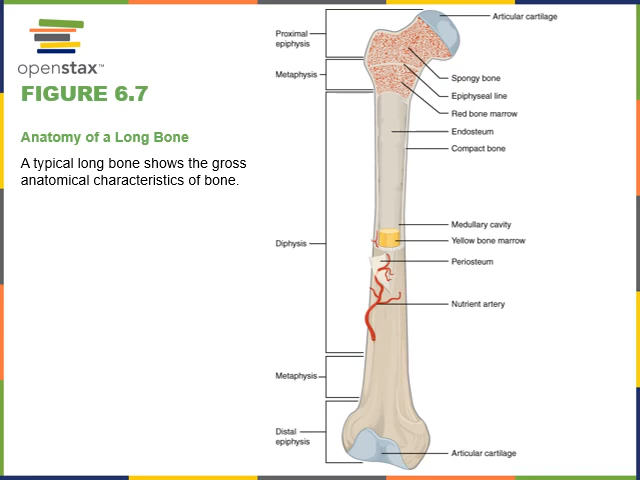 openstax™
FIGURE 6.7
Anatomy of a Long Bone
A typical long bone shows the gross
anatomical characteristics of bone.
Proximal
epiphysis
Metaphysis
Diphysis
Metaphysis
Distal
epiphysis
Articular cartilage
Spongy bone
Epiphyseal line
Red bone marrow
Endosteum
Compact bone
Medullary cavity
Yellow bone marrow
Periosteum
Nutrient artery
Articular cartilage